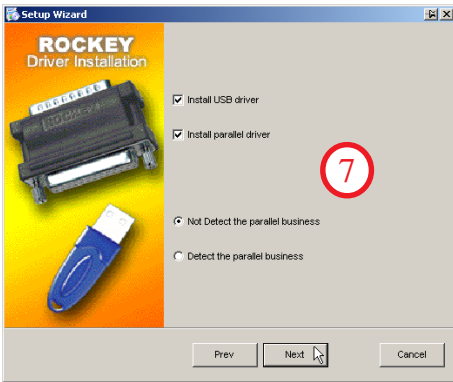 Setup Wizard
ROCKEY
Driver Installation
ROCKEY
Install USB driver
Install parallel driver
7
Not Detect the parallel business
Detect the parallel business
Prev
Next
Cancel